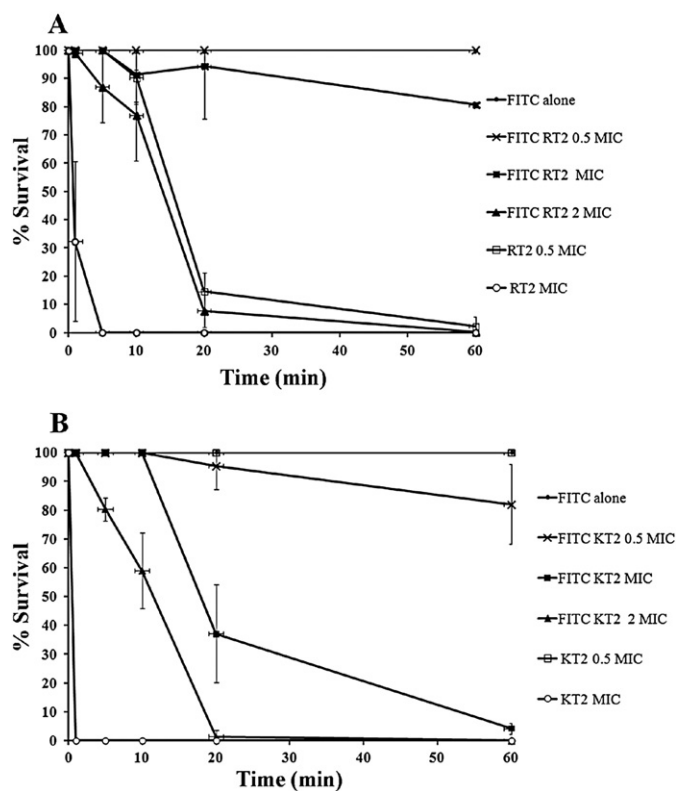 A
100
90
80
70
60
50
40
30
20
10
0
% Survival
0 10 20 30 40 50 60
Time (min)
FITC alone
FITC RT2 0.5 MIC
FITC RT2 MIC
FITC RT2 2 MIC
RT2 0.5 MIC
RT2 MIC
B
100
90
80
70
60
50
40
30
20
10
0
% Survival
0 10 20 30 40 50 60
Time (min)
FITC alone
FITC KT2 0.5 MIC
FITC KT2 MIC
FITC KT2 2 MIC
KT2 0.5 MIC
KT2 MIC